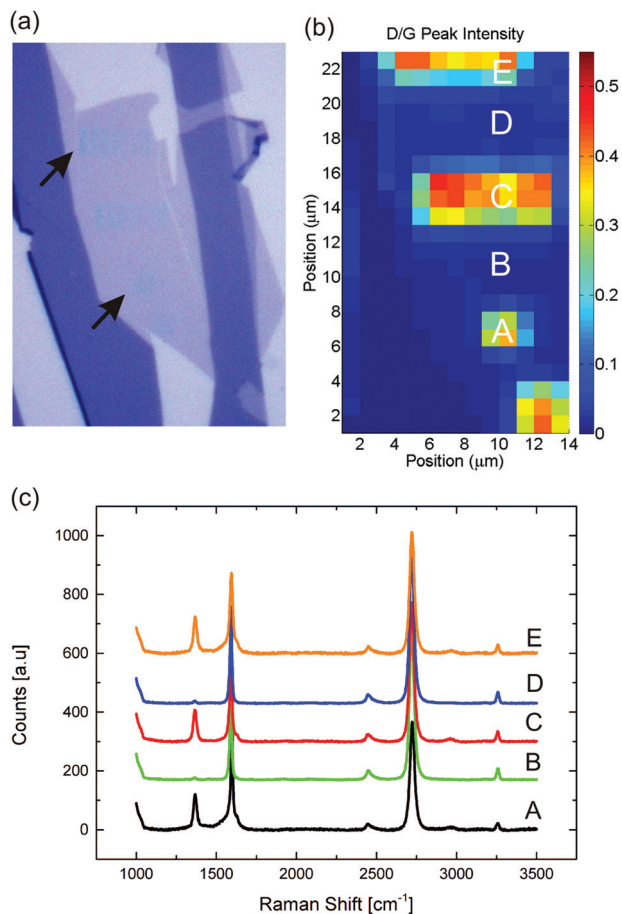 (a)
(b)
D/G Peak Intensity
22
20
18
16
14
12
10
8
6
4
2
Position (μm)
E
D
C
B
A
2 4 6 8 10 12 14
Position (μm)
0.5
0.4
0.3
0.2
0.1
0
(c)
1000
800
600
400
200
0
Counts [a.u]
E
D
C
B
A
1000 1500 2000 2500 3000 3500
Raman Shift [cm⁻¹]